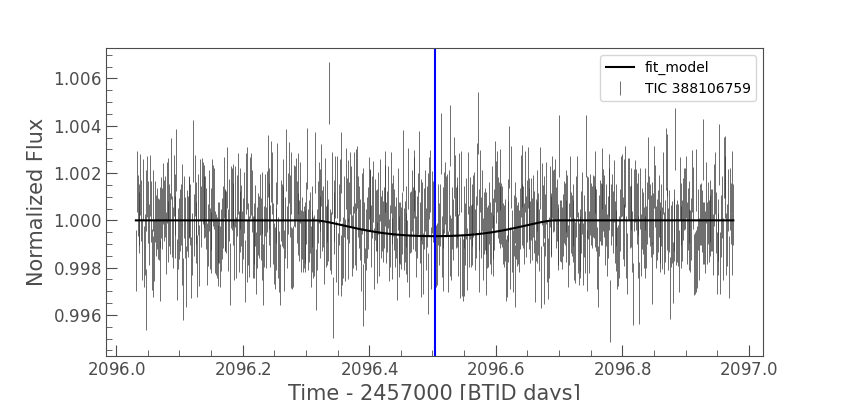 fit_model
TIC 388106759
1.006
1.004
1.002
1.000
0.998
0.996
Normalized Flux
2096.0 2096.2 2096.4 2096.6 2096.8 2097.0
Time - 2457000 [BTJD days]